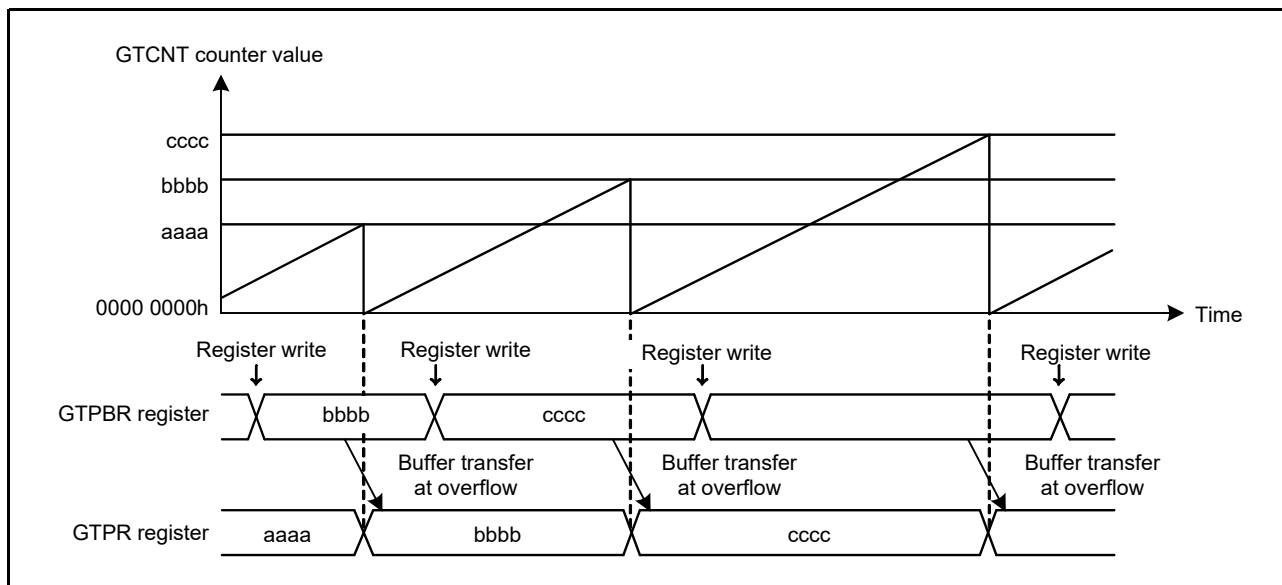 GTCNT counter value
cccc
bbbb
aaaa
0000 0000h
Time
Register write
Register write
Register write
Register write
GTPBR register
bbbb
cccc
Buffer transfer
at overflow
Buffer transfer
at overflow
Buffer transfer
at overflow
GTPR register
aaaa
bbbb
cccc